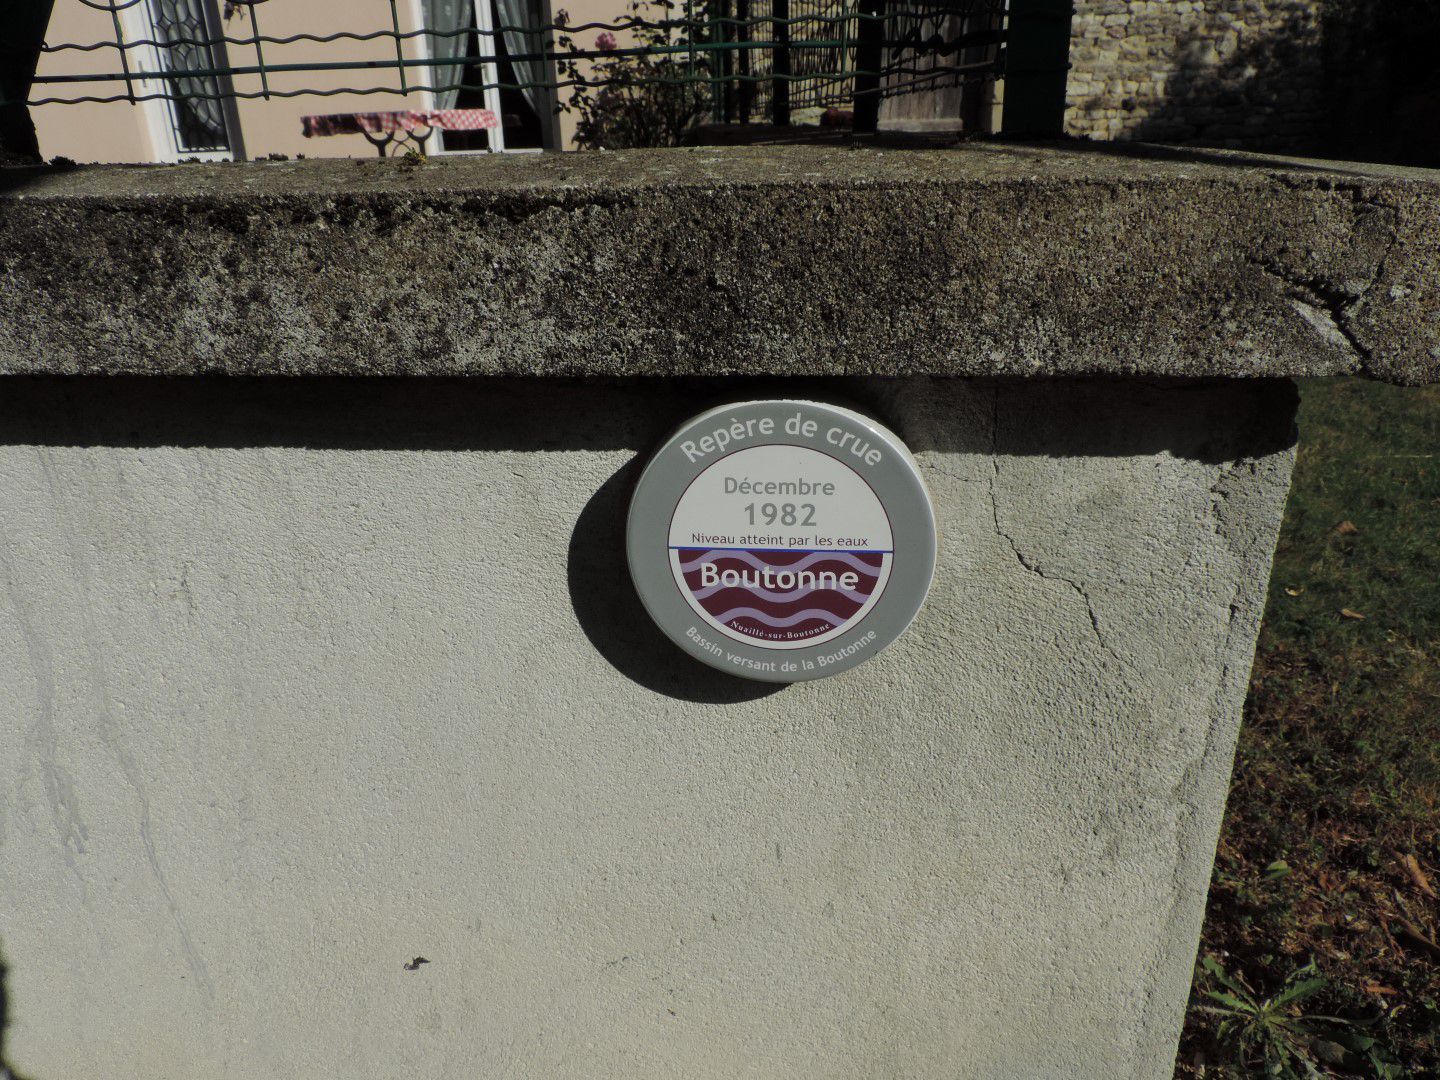 Repère de crue
Décembre
1982
Niveau atteint par les eaux
Boutonne
Nuaillé-sur-Boutonne
Bassin versant de la Boutonne